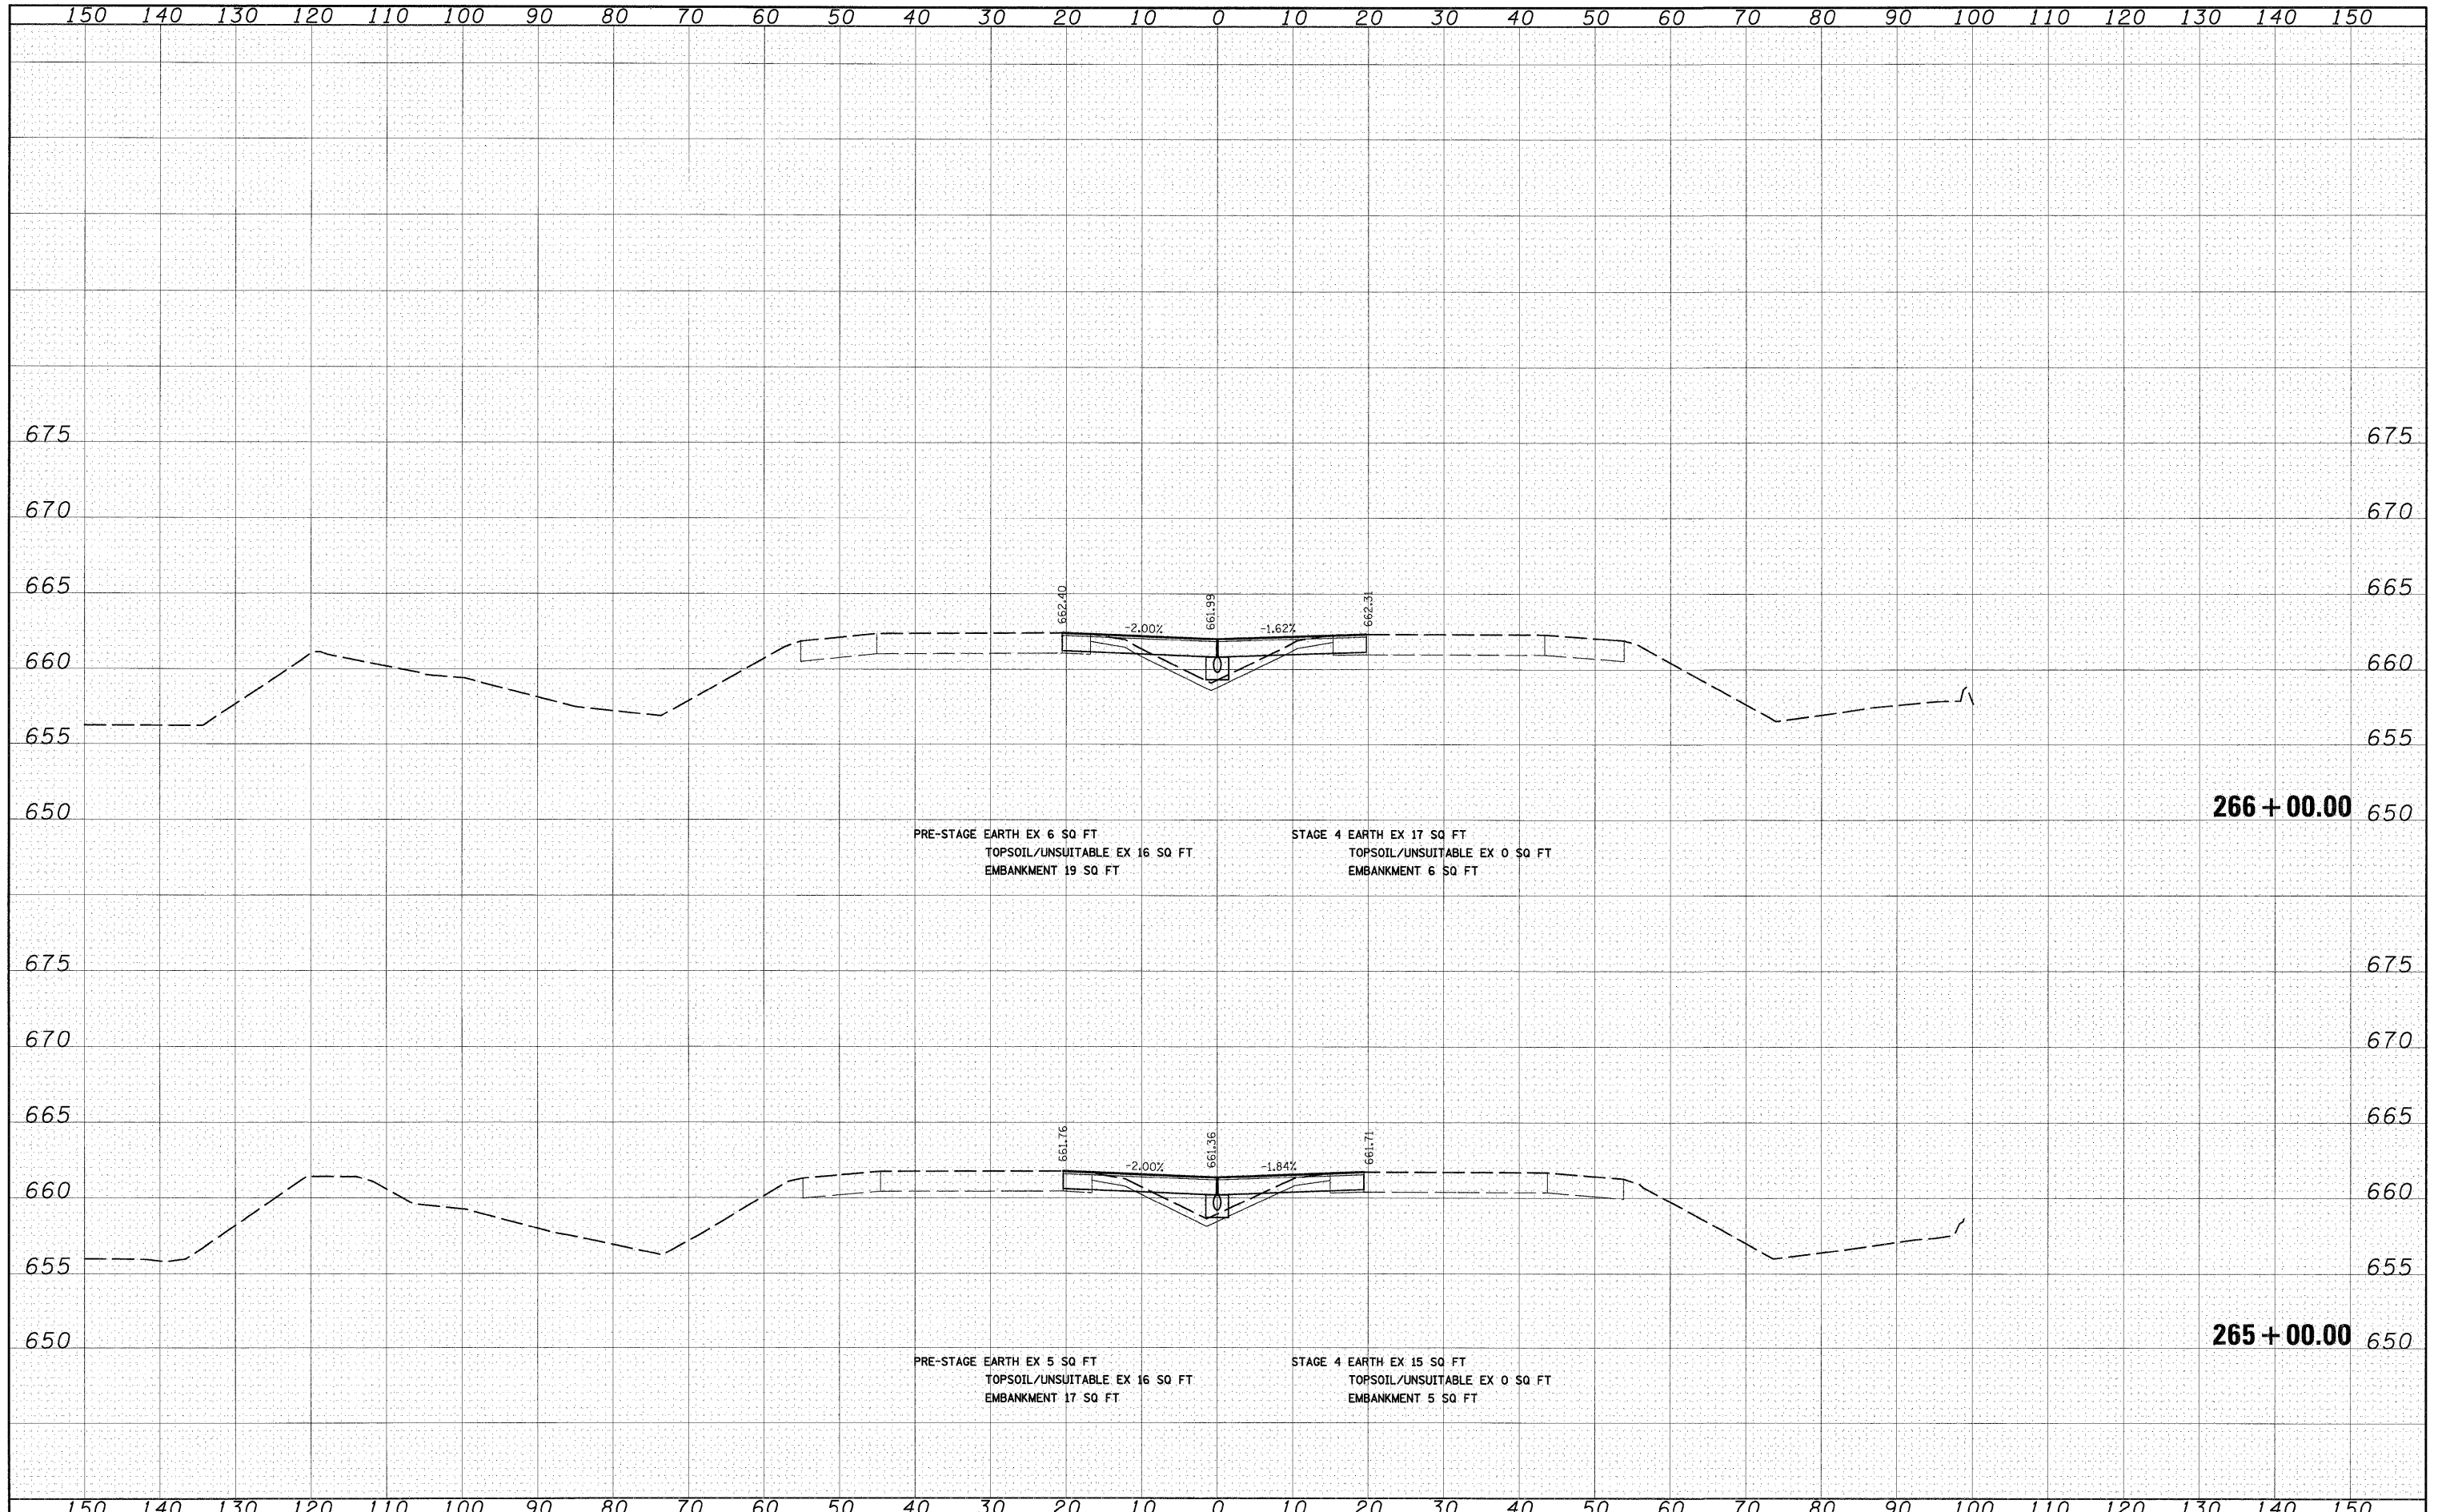 150 140 130 120 110 100 90 80 70 60 50 40 30 20 10 0 10 20 30 40 50 60 70 80 90 100 110 120 130 140 150
675 675
670 670
665 665
662.40 661.99 662.31
-2.00% -1.62%
660 660
655 655
266+00.00
650 650
PRE-STAGE EARTH EX 6 SQ FT STAGE 4 EARTH EX 17 SQ FT
TOPSOIL/UNSUITABLE EX 16 SQ FT TOPSOIL/UNSUITABLE EX 0 SQ FT
EMBANKMENT 19 SQ FT EMBANKMENT 6 SQ FT
675 675
670 670
665 665
661.76 661.36 661.71
-2.00% -1.84%
660 660
655 655
265+00.00
650 650
PRE-STAGE EARTH EX 5 SQ FT STAGE 4 EARTH EX 15 SQ FT
TOPSOIL/UNSUITABLE EX 16 SQ FT TOPSOIL/UNSUITABLE EX 0 SQ FT
EMBANKMENT 17 SQ FT EMBANKMENT 5 SQ FT
150 140 130 120 110 100 90 80 70 60 50 40 30 20 10 0 10 20 30 40 50 60 70 80 90 100 110 120 130 140 150